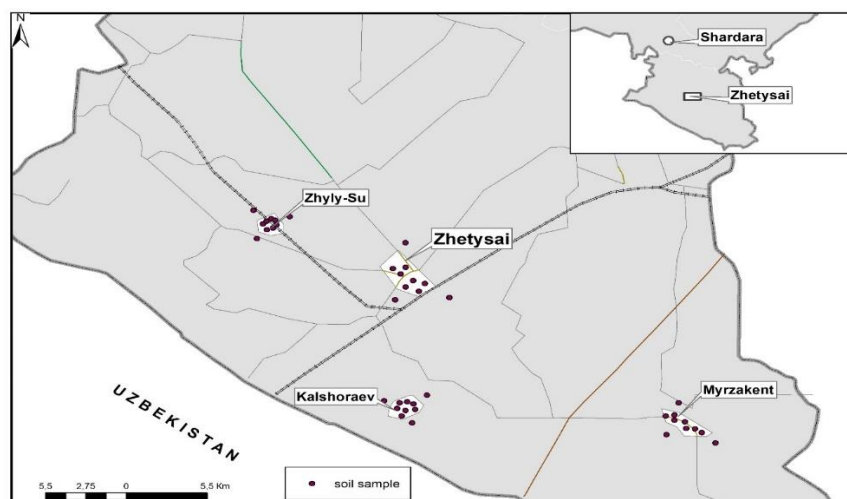 N
Shardara
Zhetysai
Zhyly-Su
Zhetysai
Kalshoraev
Myrzakent
UZBEKISTAN
5,5 2,75 0 5,5 Km
soil sample